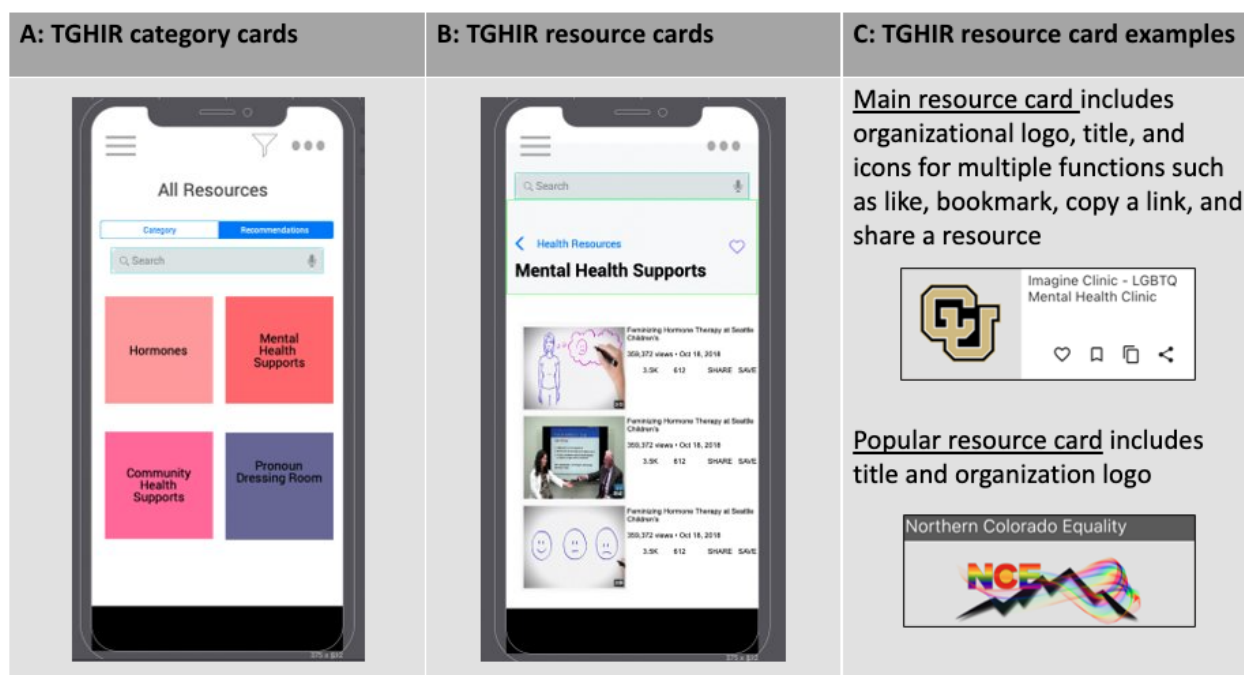 A: TGHIR category cards
B: TGHIR resource cards
C: TGHIR resource card examples
All Resources
Category
Recommendations
Search
Hormones
Mental
Health
Supports
Community
Health
Supports
Pronoun
Dressing Room
375 x 812
Search
Health Resources
Mental Health Supports
Feminizing Hormone Therapy at Seattle
Children's
359,372 views • Oct 18, 2018
3.5K 612 SHARE SAVE
Feminizing Hormone Therapy at Seattle
Children's
359,372 views • Oct 18, 2018
3.5K 612 SHARE SAVE
Feminizing Hormone Therapy at Seattle
Children's
359,372 views • Oct 18, 2018
3.5K 612 SHARE SAVE
375 x 812
Main resource card includes
organizational logo, title, and
icons for multiple functions such
as like, bookmark, copy a link, and
share a resource
CU
Imagine Clinic - LGBTQ
Mental Health Clinic
Popular resource card includes
title and organization logo
Northern Colorado Equality
NCE